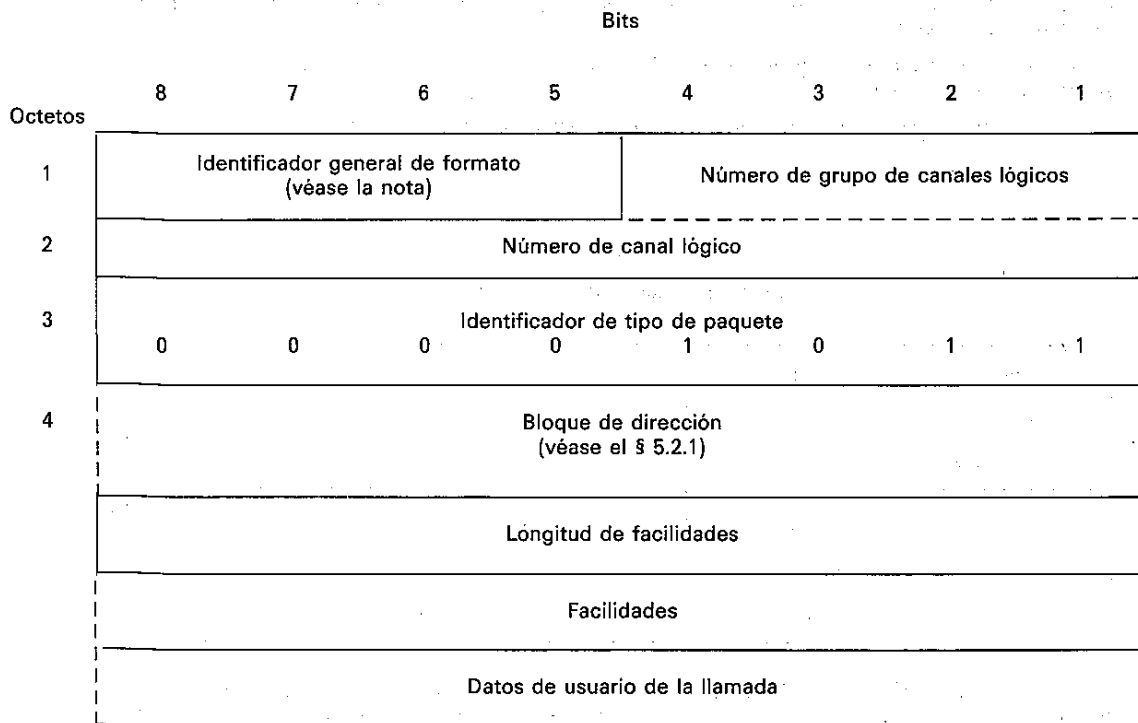 Bits
8 7 6 5 4 3 2 1
Octetos
1
Identificador general de formato
(véase la nota)
Número de grupo de canales lógicos
2
Número de canal lógico
3
Identificador de tipo de paquete
0 0 0 0 1 0 1 1
4
Bloque de dirección
(véase el § 5.2.1)
Longitud de facilidades
Facilidades
Datos de usuario de la llamada